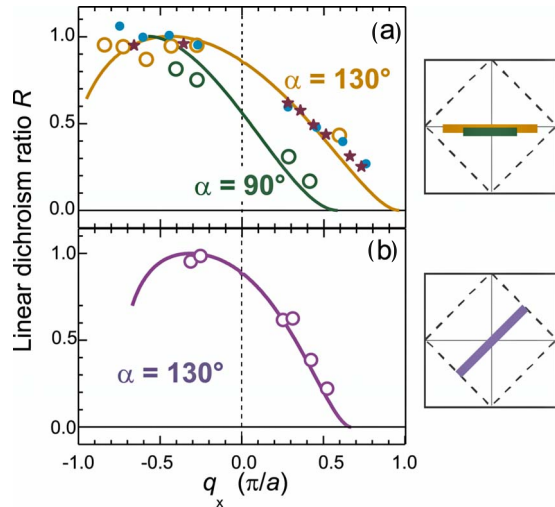 (a)
1.0
0.5
0.0
α = 130°
α = 90°
Linear dichroism ratio R
(b)
1.0
0.5
0.0
α = 130°
-1.0 -0.5 0.0 0.5 1.0
qx (π/a)